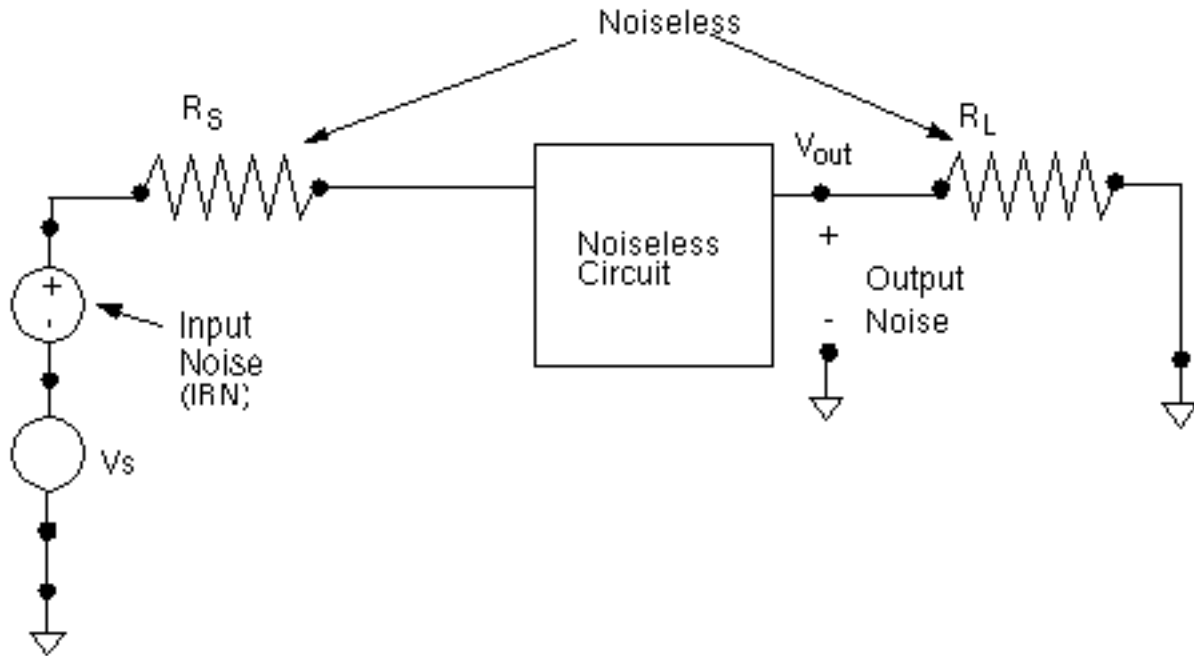 Noiseless
RS
RL
Vout
+
-
Input
Noise
(IRN)
Noiseless
Circuit
+
-
Output
Noise
Vs